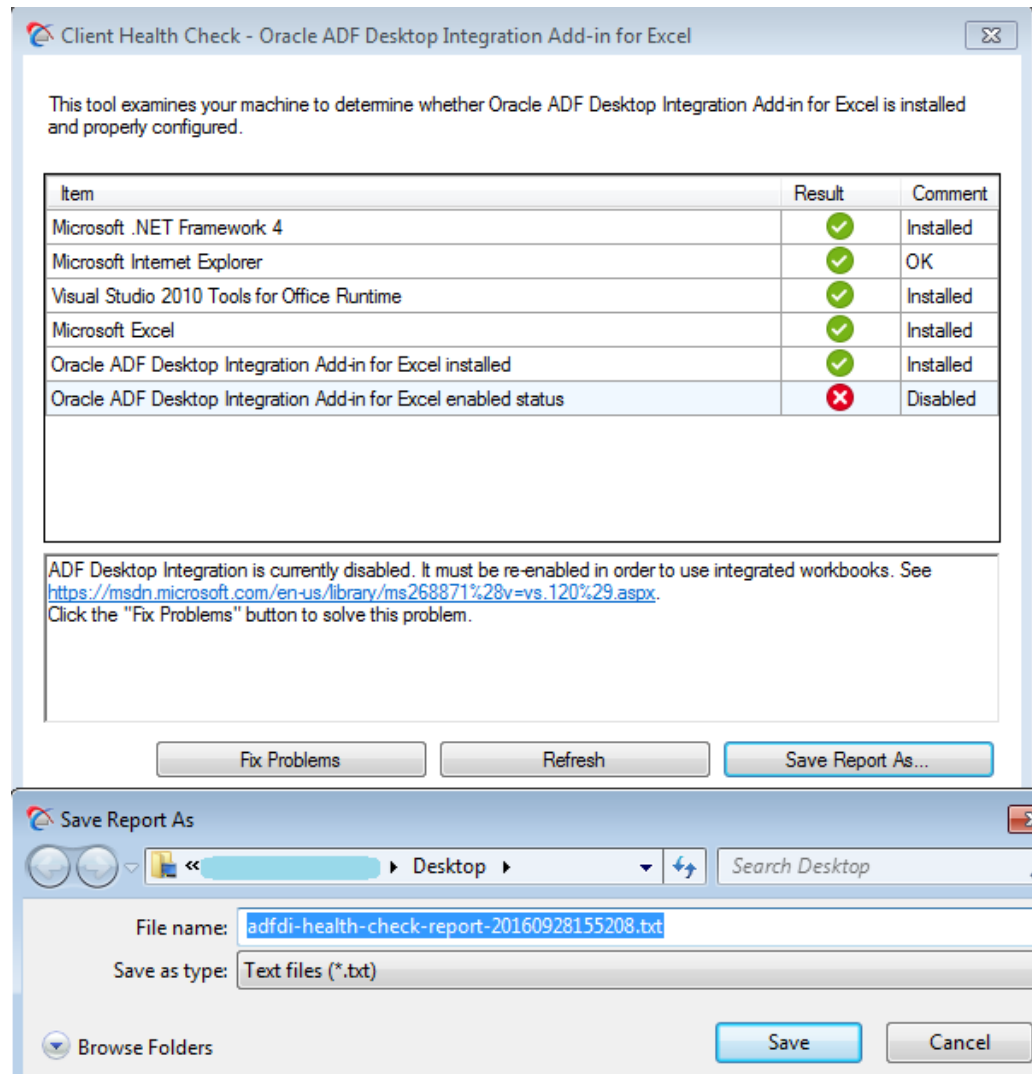 Client Health Check - Oracle ADF Desktop Integration Add-in for Excel
This tool examines your machine to determine whether Oracle ADF Desktop Integration Add-in for Excel is installed
and properly configured.
Item Result Comment
Microsoft .NET Framework 4 Installed
Microsoft Internet Explorer OK
Visual Studio 2010 Tools for Office Runtime Installed
Microsoft Excel Installed
Oracle ADF Desktop Integration Add-in for Excel installed Installed
Oracle ADF Desktop Integration Add-in for Excel enabled status Disabled
ADF Desktop Integration is currently disabled. It must be re-enabled in order to use integrated workbooks. See
https://msdn.microsoft.com/en-us/library/ms268871%28v=vs.120%29.aspx.
Click the "Fix Problems" button to solve this problem.
Fix Problems Refresh Save Report As...
Save Report As
« Desktop Search Desktop
File name: adfdi-health-check-report-20160928155208.txt
Save as type: Text files (*.txt)
Browse Folders Save Cancel